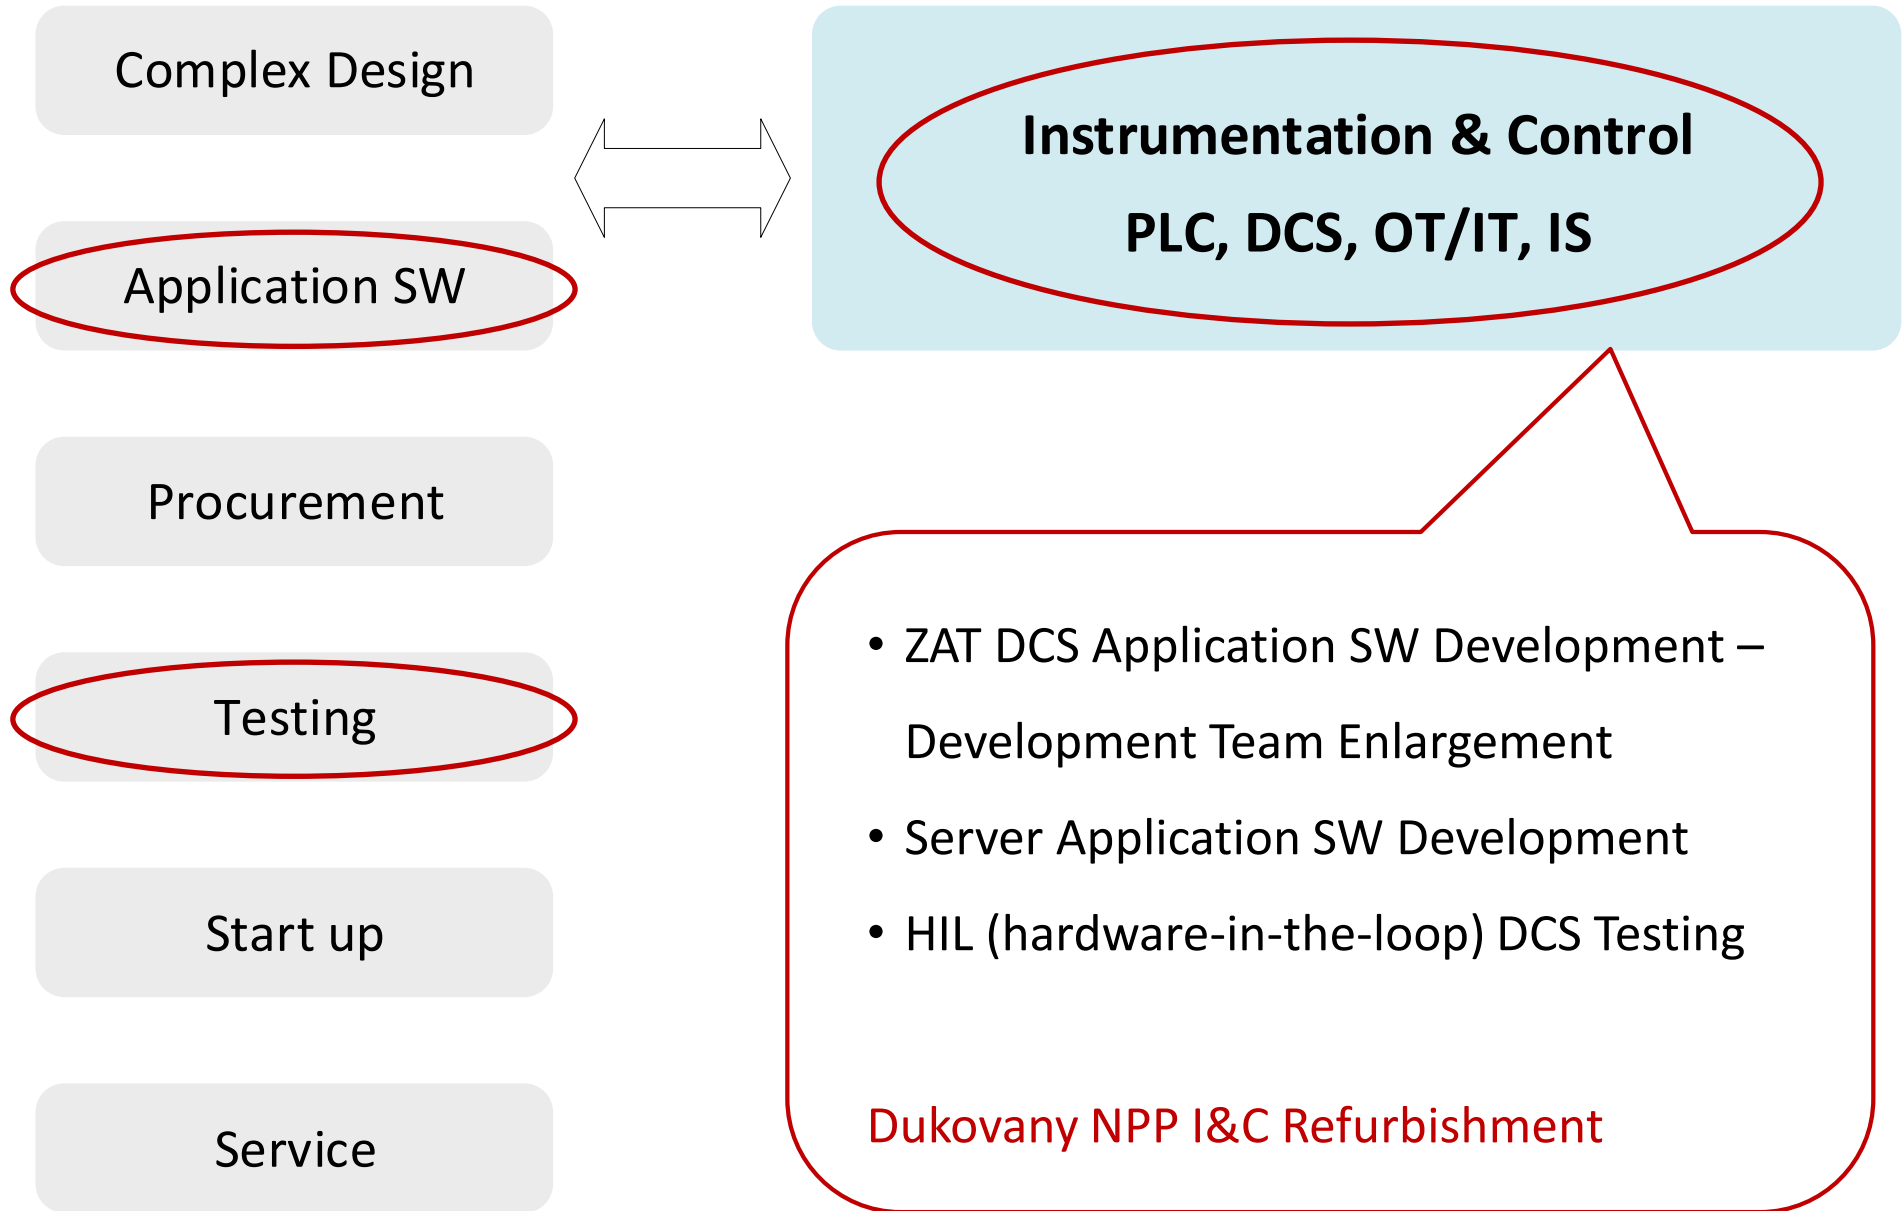 Complex Design
Application SW
Procurement
Testing
Start up
Service
Instrumentation & Control
PLC, DCS, OT/IT, IS
• ZAT DCS Application SW Development –
Development Team Enlargement
• Server Application SW Development
• HIL (hardware-in-the-loop) DCS Testing
Dukovany NPP I&C Refurbishment